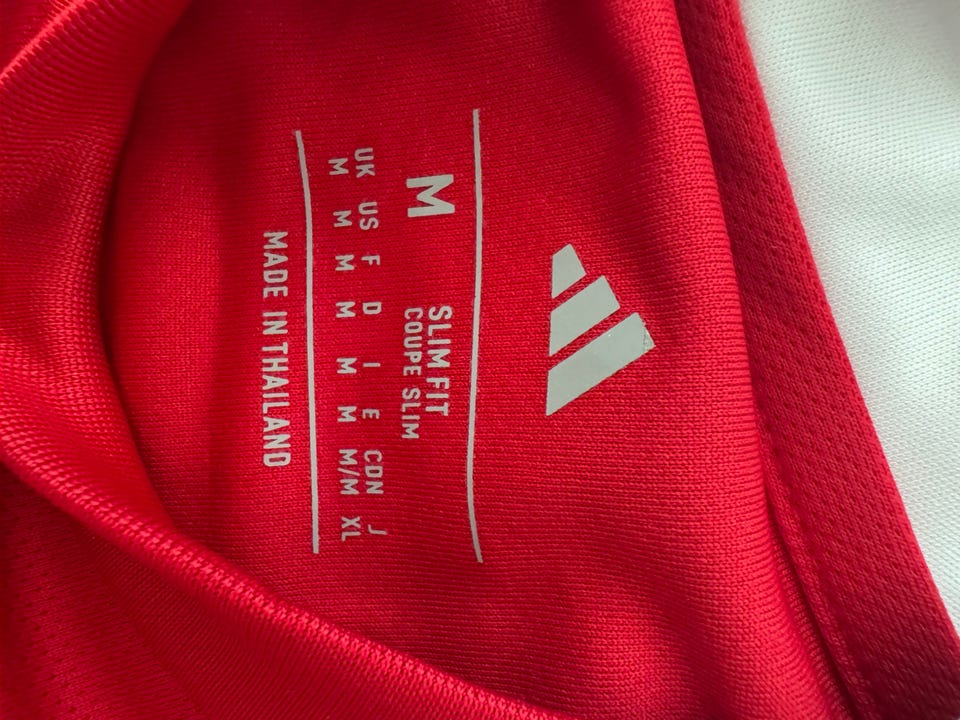 M
SLIM FIT
COUPE SLIM
UK US F D I E CDN J
M M M M M M M/M XL
MADE IN THAILAND